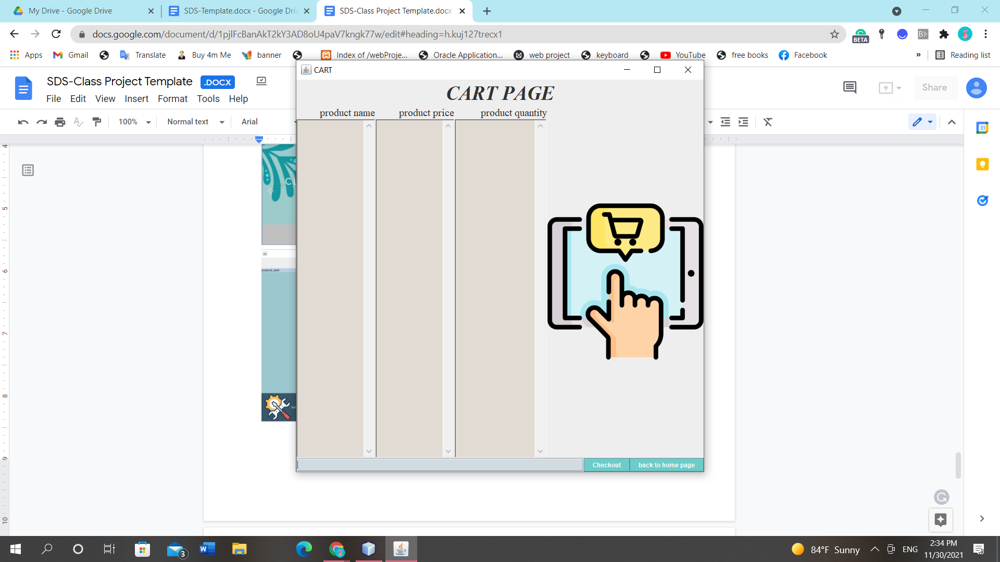 My Drive - Google Drive
SDS-Template.docx - Google Driv
SDS-Class Project Template.docx
docs.google.com/document/d/1pjlFcBanAkT2kY3AD8oU4paV7kngk77w/edit#heading=h.kuj127trecx1
BETA
Apps
Gmail
Translate
Buy 4m Me
banner
Index of /webProje...
Oracle Application...
web project
keyboard
YouTube
free books
Facebook
»
Reading list
CART
SDS-Class Project Template
.DOCX
File Edit View Insert Format Tools Help
Share
CART PAGE
product name
product price
product quantity
100%
Normal text
Arial
31
4
5
6
7
8
9
10
CL
product2_shirt
Checkout
back to home page
3
84°F Sunny
ENG
2:34 PM
11/30/2021